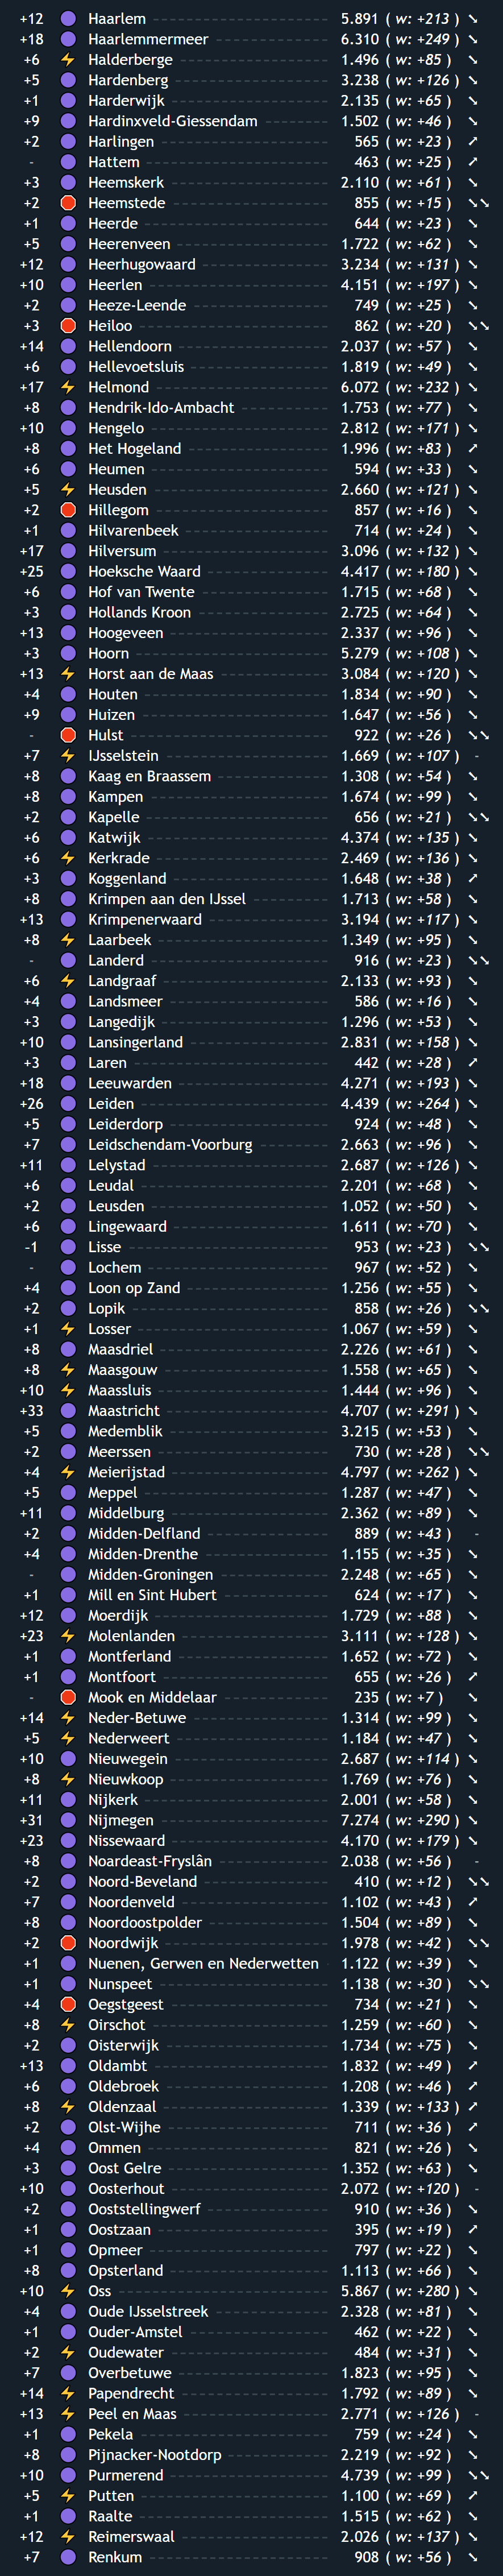 +12 Haarlem 5.891 ( w: +213 ) ↘
+18 Haarlemmermeer 6.310 ( w: +249 ) ↘
+6 Halderberge 1.496 ( w: +85 ) ↘
+5 Hardenberg 3.238 ( w: +126 ) ↘
+1 Harderwijk 2.135 ( w: +65 ) ↘
+9 Hardinxveld-Giessendam 1.502 ( w: +46 ) ↘
+2 Harlingen 565 ( w: +23 ) ↗
- Hattem 463 ( w: +25 ) ↗
+3 Heemskerk 2.110 ( w: +61 ) ↘
+2 Heemstede 855 ( w: +15 ) ↘↘
+1 Heerde 644 ( w: +23 ) ↘
+5 Heerenveen 1.722 ( w: +62 ) ↘
+12 Heerhugowaard 3.234 ( w: +131 ) ↘
+10 Heerlen 4.151 ( w: +197 ) ↘
+2 Heeze-Leende 749 ( w: +25 ) ↘
+3 Heiloo 862 ( w: +20 ) ↘↘
+14 Hellendoorn 2.037 ( w: +57 ) ↘
+6 Hellevoetsluis 1.819 ( w: +49 ) ↘
+17 Helmond 6.072 ( w: +232 ) ↘
+8 Hendrik-Ido-Ambacht 1.753 ( w: +77 ) ↘
+10 Hengelo 2.812 ( w: +171 ) ↘
+8 Het Hogeland 1.996 ( w: +83 ) ↗
+6 Heumen 594 ( w: +33 ) ↘
+5 Heusden 2.660 ( w: +121 ) ↘
+2 Hillegom 857 ( w: +16 ) ↘
+1 Hilvarenbeek 714 ( w: +24 ) ↘
+17 Hilversum 3.096 ( w: +132 ) ↘
+25 Hoeksche Waard 4.417 ( w: +180 ) ↘
+6 Hof van Twente 1.715 ( w: +68 ) ↘
+3 Hollands Kroon 2.725 ( w: +64 ) ↘
+13 Hoogeveen 2.337 ( w: +96 ) ↘
+3 Hoorn 5.279 ( w: +108 ) ↘
+13 Horst aan de Maas 3.084 ( w: +120 ) ↘
+4 Houten 1.834 ( w: +90 ) ↘
+9 Huizen 1.647 ( w: +56 ) ↘
- Hulst 922 ( w: +26 ) ↘↘
+7 IJsselstein 1.669 ( w: +107 ) -
+8 Kaag en Braassem 1.308 ( w: +54 ) ↘
+8 Kampen 1.674 ( w: +99 ) ↘
+2 Kapelle 656 ( w: +21 ) ↘↘
+6 Katwijk 4.374 ( w: +135 ) ↘
+6 Kerkrade 2.469 ( w: +136 ) ↘
+3 Koggenland 1.648 ( w: +38 ) ↗
+8 Krimpen aan den IJssel 1.713 ( w: +58 ) ↘
+13 Krimpenerwaard 3.194 ( w: +117 ) ↘
+8 Laarbeek 1.349 ( w: +95 ) ↘
- Landerd 916 ( w: +23 ) ↘↘
+6 Landgraaf 2.133 ( w: +93 ) ↘
+4 Landsmeer 586 ( w: +16 ) ↘
+3 Langedijk 1.296 ( w: +53 ) ↘
+10 Lansingerland 2.831 ( w: +158 ) ↘
+3 Laren 442 ( w: +28 ) ↗
+18 Leeuwarden 4.271 ( w: +193 ) ↘
+26 Leiden 4.439 ( w: +264 ) ↘
+5 Leiderdorp 924 ( w: +48 ) ↘
+7 Leidschendam-Voorburg 2.663 ( w: +96 ) ↘
+11 Lelystad 2.687 ( w: +126 ) ↘
+6 Leudal 2.201 ( w: +68 ) ↘
+2 Leusden 1.052 ( w: +50 ) ↘
+6 Lingewaard 1.611 ( w: +70 ) ↘
-1 Lisse 953 ( w: +23 ) ↘↘
- Lochem 967 ( w: +52 ) ↘
+4 Loon op Zand 1.256 ( w: +55 ) ↘
+2 Lopik 858 ( w: +26 ) ↘↘
+1 Losser 1.067 ( w: +59 ) ↘
+8 Maasdriel 2.226 ( w: +61 ) ↘
+8 Maasgouw 1.558 ( w: +65 ) ↘
+10 Maassluis 1.444 ( w: +96 ) ↘
+33 Maastricht 4.707 ( w: +291 ) ↘
+5 Medemblik 3.215 ( w: +53 ) ↘
+2 Meerssen 730 ( w: +28 ) ↘↘
+4 Meierijstad 4.797 ( w: +262 ) ↘
+5 Meppel 1.287 ( w: +47 ) ↘
+11 Middelburg 2.362 ( w: +89 ) ↘
+2 Midden-Delfland 889 ( w: +43 ) -
+4 Midden-Drenthe 1.155 ( w: +35 ) ↘
- Midden-Groningen 2.248 ( w: +65 ) ↘
+1 Mill en Sint Hubert 624 ( w: +17 ) ↘
+12 Moerdijk 1.729 ( w: +88 ) ↘
+23 Molenlanden 3.111 ( w: +128 ) ↘
+1 Montferland 1.652 ( w: +72 ) ↘
+1 Montfoort 655 ( w: +26 ) ↗
- Mook en Middelaar 235 ( w: +7 ) ↘
+14 Neder-Betuwe 1.314 ( w: +99 ) ↘
+5 Nederweert 1.184 ( w: +47 ) ↘
+10 Nieuwegein 2.687 ( w: +114 ) ↘
+8 Nieuwkoop 1.769 ( w: +76 ) ↘
+11 Nijkerk 2.001 ( w: +58 ) ↘
+31 Nijmegen 7.274 ( w: +290 ) ↘
+23 Nissewaard 4.170 ( w: +179 ) ↘
+8 Noardeast-Fryslân 2.038 ( w: +56 ) -
+2 Noord-Beveland 410 ( w: +12 ) ↘↘
+7 Noordenveld 1.102 ( w: +43 ) ↗
+8 Noordoostpolder 1.504 ( w: +89 ) ↘
+2 Noordwijk 1.978 ( w: +42 ) ↘↘
+1 Nuenen, Gerwen en Nederwetten 1.122 ( w: +39 ) ↘
+1 Nunspeet 1.138 ( w: +30 ) ↘↘
+4 Oegstgeest 734 ( w: +21 ) ↘
+8 Oirschot 1.259 ( w: +60 ) ↘
+2 Oisterwijk 1.734 ( w: +75 ) ↘
+13 Oldambt 1.832 ( w: +49 ) ↗
+6 Oldebroek 1.208 ( w: +46 ) ↗
+8 Oldenzaal 1.339 ( w: +133 ) ↗
+2 Olst-Wijhe 711 ( w: +36 ) ↗
+4 Ommen 821 ( w: +26 ) ↘
+3 Oost Gelre 1.352 ( w: +63 ) ↘
+10 Oosterhout 2.072 ( w: +120 ) -
+2 Ooststellingwerf 910 ( w: +36 ) ↘
+1 Oostzaan 395 ( w: +19 ) ↗
+1 Opmeer 797 ( w: +22 ) ↘
+8 Opsterland 1.113 ( w: +66 ) ↘
+10 Oss 5.867 ( w: +280 ) ↘
+4 Oude IJsselstreek 2.328 ( w: +81 ) ↘
+1 Ouder-Amstel 462 ( w: +22 ) ↘
+2 Oudewater 484 ( w: +31 ) ↘
+7 Overbetuwe 1.823 ( w: +95 ) ↘
+14 Papendrecht 1.792 ( w: +89 ) ↘
+13 Peel en Maas 2.771 ( w: +126 ) -
+1 Pekela 759 ( w: +24 ) ↘
+8 Pijnacker-Nootdorp 2.219 ( w: +92 ) ↘
+10 Purmerend 4.739 ( w: +99 ) ↘↘
+5 Putten 1.100 ( w: +69 ) ↗
+1 Raalte 1.515 ( w: +62 ) ↘
+12 Reimerswaal 2.026 ( w: +137 ) ↘
+7 Renkum 908 ( w: +56 ) ↘